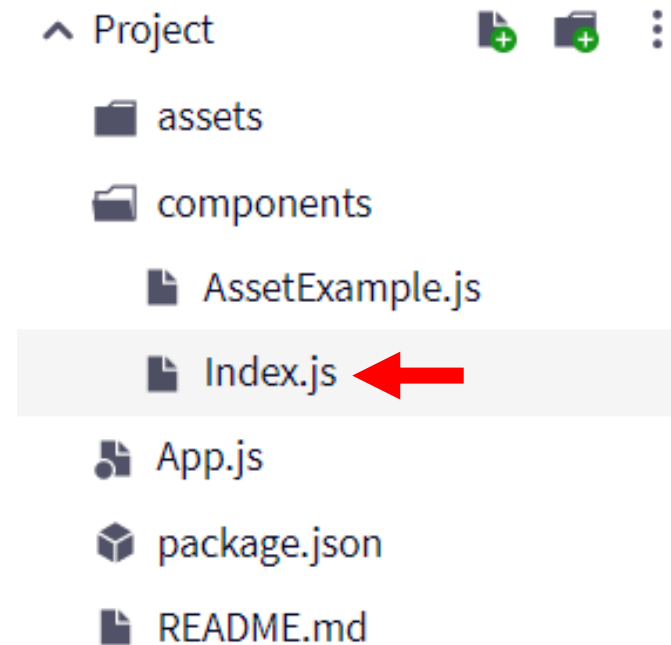 Project
assets
components
AssetExample.js
Index.js
App.js
package.json
README.md